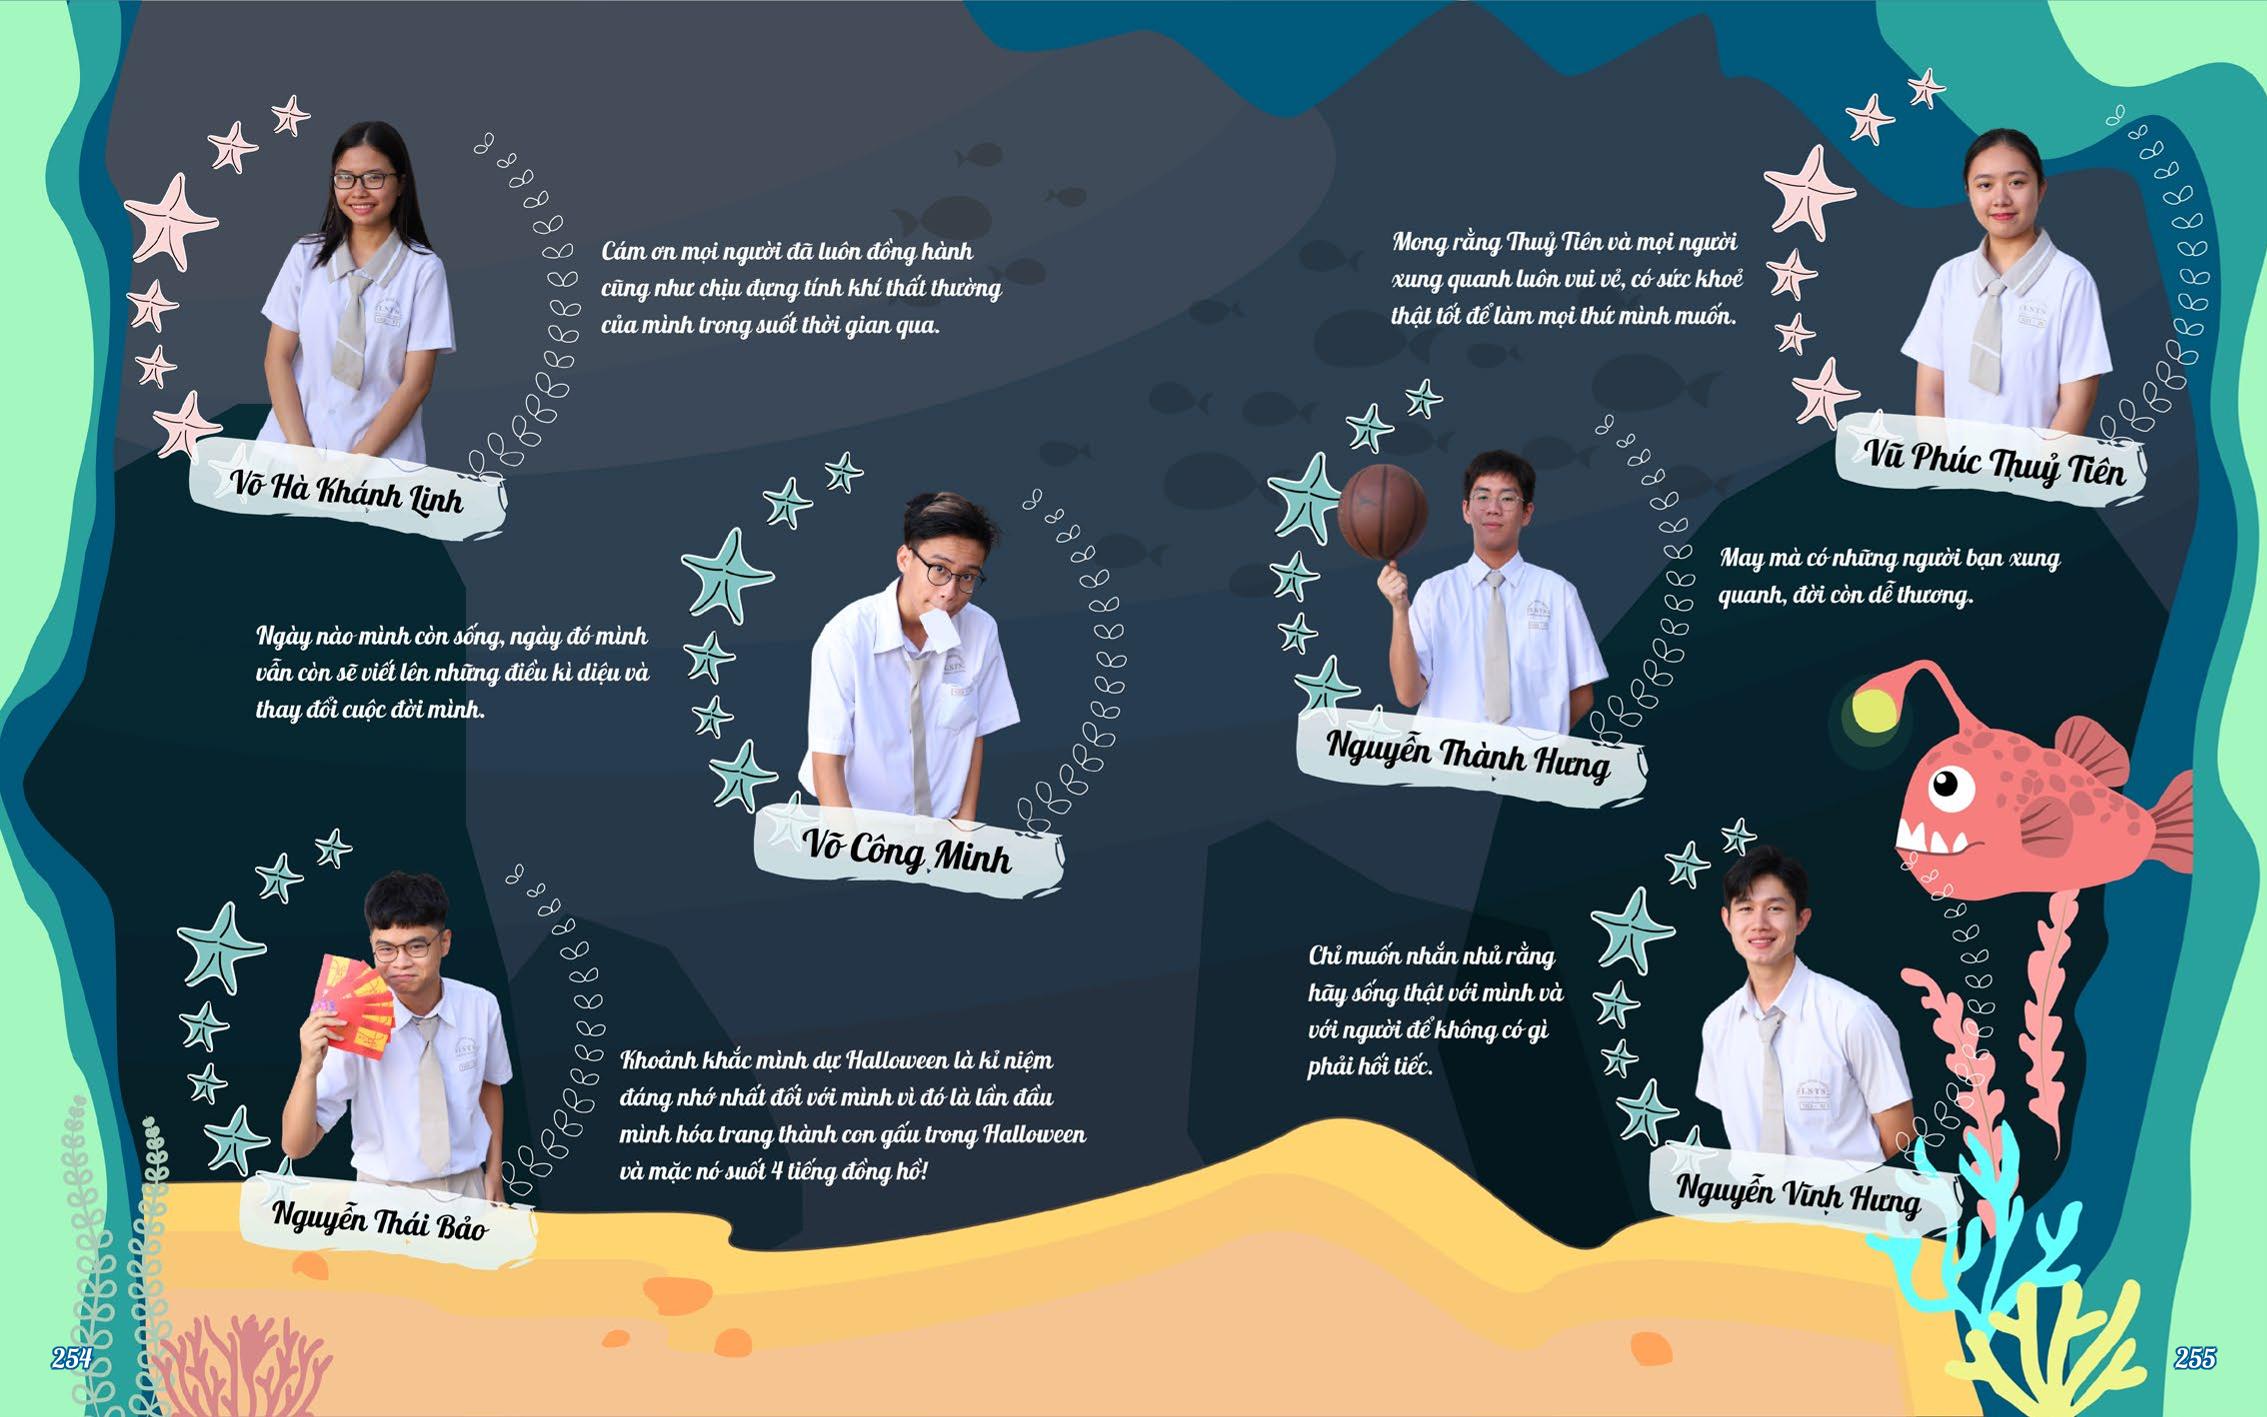 Võ Hà Khánh Linh
Cám ơn mọi người đã luôn đồng hành
cũng như chịu đựng tính khí thất thường
của mình trong suốt thời gian qua.
Ngày nào mình còn sống, ngày đó mình
vẫn còn sẽ viết lên những điều kì diệu và
thay đổi cuộc đời mình.
Võ Công Minh
Nguyễn Thái Bảo
Khoảnh khắc mình dự Halloween là kỉ niệm
đáng nhớ nhất đối với mình vì đó là lần đầu
mình hóa trang thành con gấu trong Halloween
và mặc nó suốt 4 tiếng đồng hồ!
254
Mong rằng Thuỷ Tiên và mọi người
xung quanh luôn vui vẻ, có sức khoẻ
thật tốt để làm mọi thứ mình muốn.
Vũ Phúc Thuỷ Tiên
Nguyễn Thành Hưng
May mà có những người bạn xung
quanh, đời còn dễ thương.
Chỉ muốn nhắn nhủ rằng
hãy sống thật với mình và
với người để không có gì
phải hối tiếc.
Nguyễn Vĩnh Hưng
255